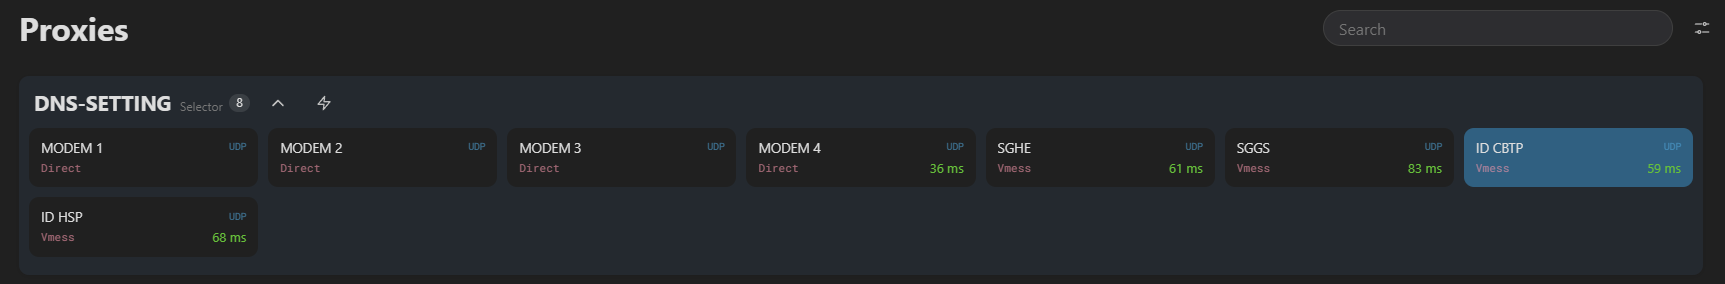 Proxies
Search
DNS-SETTING Selector 8
MODEM 1 UDP
Direct
MODEM 2 UDP
Direct
MODEM 3 UDP
Direct
MODEM 4 UDP
Direct 36 ms
SGHE UDP
Vmess 61 ms
SGGS UDP
Vmess 83 ms
ID CBTP UDP
Vmess 59 ms
ID HSP UDP
Vmess 68 ms